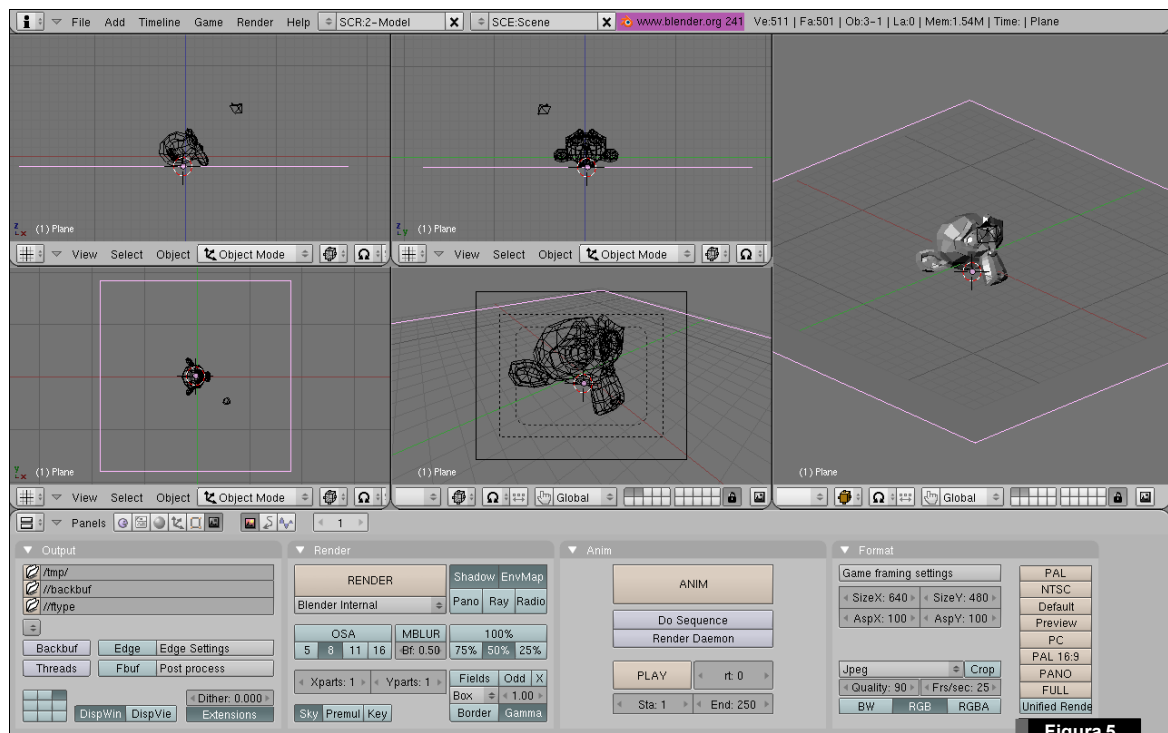 File Add Timeline Game Render Help SCR:2-Model SCE:Scene www.blender.org 241 Ve:511 | Fa:501 | Ob:3-1 | La:0 | Mem:1.54M | Time: | Plane
z x (1) Plane
z y (1) Plane
View Select Object Object Mode
View Select Object Object Mode
y x (1) Plane
(1) Plane
(1) Plane
View Select Object Object Mode
Global
Global
Panels 1
Output
/tmp/
//backbuf
//ftype
Backbuf Edge Edge Settings
Threads Fbuf Post process
Dither: 0.000
DispWin DispVie Extensions
Render
RENDER
Shadow EnvMap
Blender Internal
Pano Ray Radio
OSA MBLUR 100%
5 8 11 16 Bf: 0.50 75% 50% 25%
Xparts: 1 Yparts: 1
Fields Odd X
Box 1.00
Sky Premul Key Border Gamma
Anim
ANIM
Do Sequence
Render Daemon
PLAY rt: 0
Sta: 1 End: 250
Format
Game framing settings
SizeX: 640 SizeY: 480
AspX: 100 AspY: 100
Jpeg Crop
Quality: 90 Frs/sec: 25
BW RGB RGBA
PAL
NTSC
Default
Preview
PC
PAL 16:9
PANO
FULL
Unified Rende
Figura 5